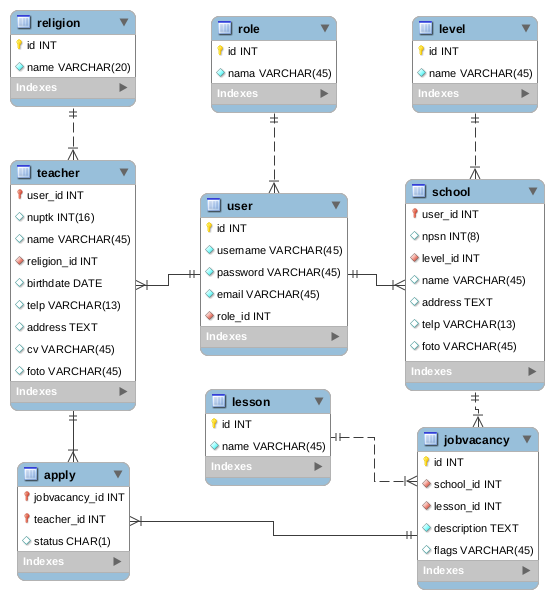 religion
id INT
name VARCHAR(20)
Indexes
role
id INT
nama VARCHAR(45)
Indexes
level
id INT
name VARCHAR(45)
Indexes
teacher
user_id INT
nuptk INT(16)
name VARCHAR(45)
religion_id INT
birthdate DATE
telp VARCHAR(13)
address TEXT
cv VARCHAR(45)
foto VARCHAR(45)
Indexes
user
id INT
username VARCHAR(45)
password VARCHAR(45)
email VARCHAR(45)
role_id INT
Indexes
school
user_id INT
npsn INT(8)
level_id INT
name VARCHAR(45)
address TEXT
telp VARCHAR(13)
foto VARCHAR(45)
Indexes
lesson
id INT
name VARCHAR(45)
Indexes
jobvacancy
id INT
school_id INT
lesson_id INT
description TEXT
flags VARCHAR(45)
Indexes
apply
jobvacancy_id INT
teacher_id INT
status CHAR(1)
Indexes